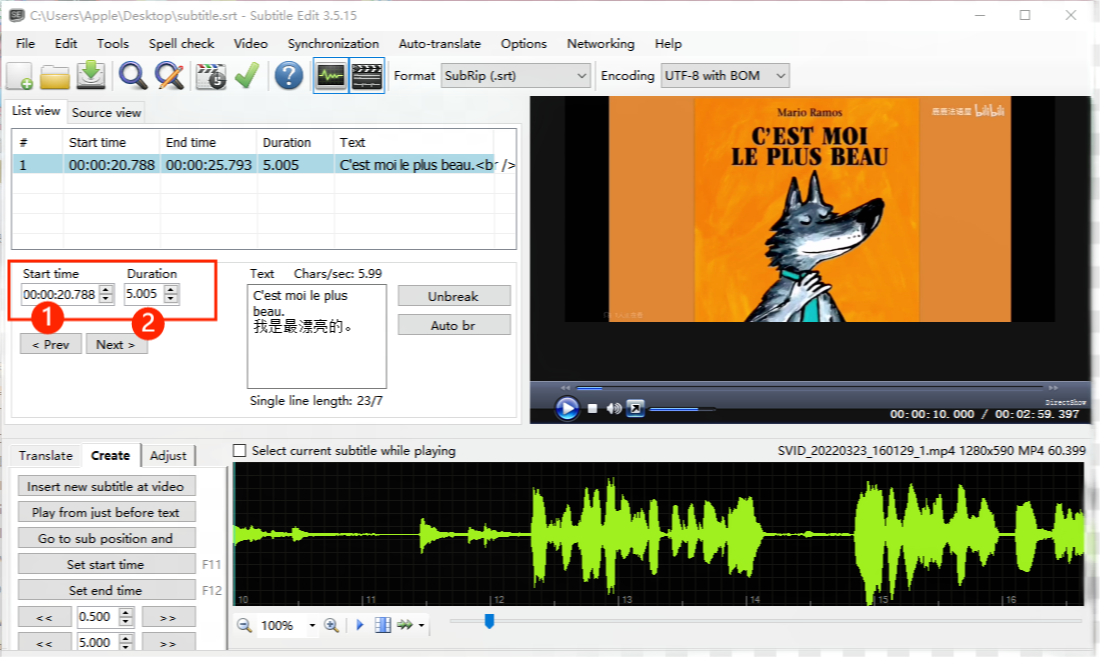 C:\Users\Apple\Desktop\subtitle.srt - Subtitle Edit 3.5.15
File Edit Tools Spell check Video Synchronization Auto-translate Options Networking Help
Format SubRip (.srt) Encoding UTF-8 with BOM
List view Source view
# Start time End time Duration Text
1 00:00:20.788 00:00:25.793 5.005 C'est moi le plus beau.<br />
Start time Duration
00:00:20.788 5.005
1 2
< Prev Next >
Text Chars/sec: 5.99
C'est moi le plus
beau.
我是最漂亮的。
Single line length: 23/7
Unbreak
Auto br
Mario Ramos
C'EST MOI
LE PLUS BEAU
bilibili
DirectShow
00:00:10.000 / 00:02:59.397
Translate Create Adjust
Insert new subtitle at video
Play from just before text
Go to sub position and
Set start time F11
Set end time F12
<< 0.500 >>
<< 5.000 >>
Select current subtitle while playing
SVID_20220323_160129_1.mp4 1280x590 MP4 60.399
10 11 12 13 14 15 16
100%